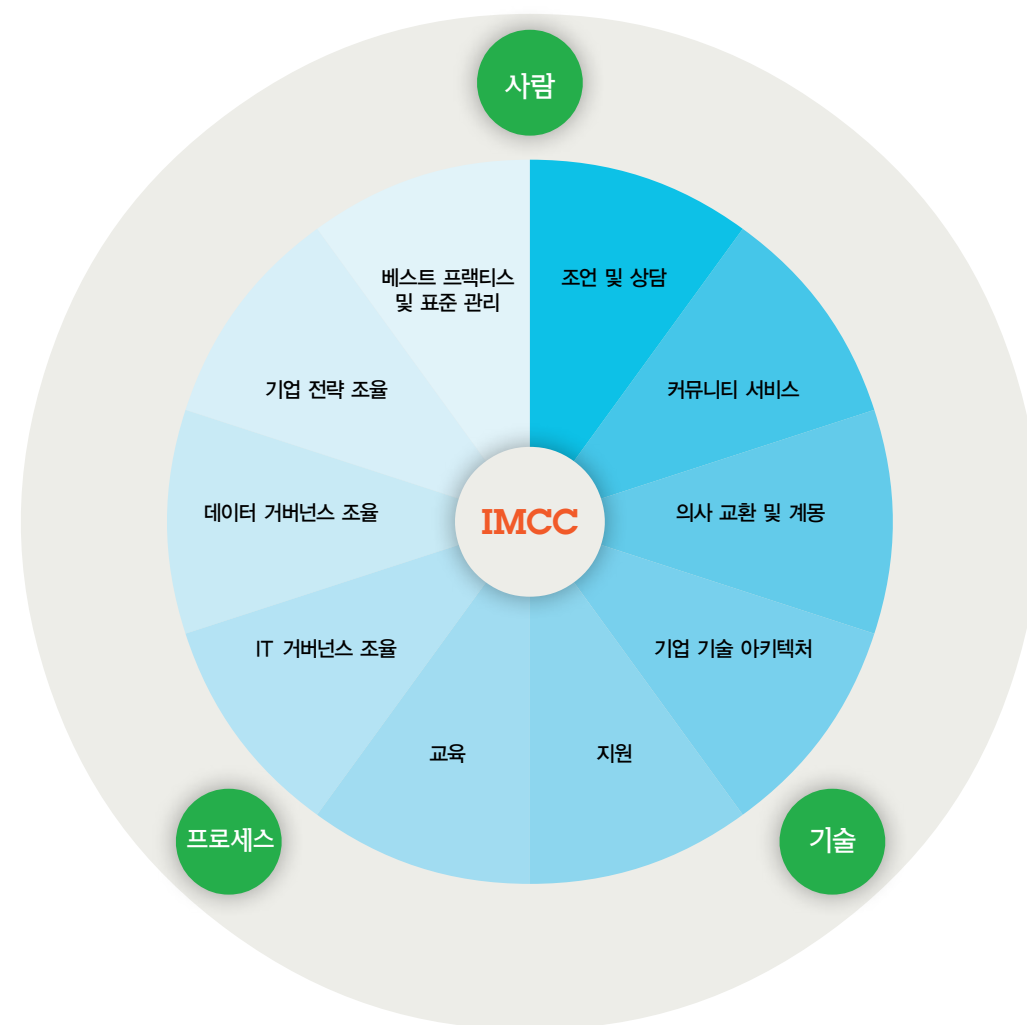 사람
베스트 프랙티스
및 표준 관리
조언 및 상담
기업 전략 조율
커뮤니티 서비스
데이터 거버넌스 조율
IMCC
의사 교환 및 계몽
IT 거버넌스 조율
기업 기술 아키텍처
교육
지원
프로세스
기술